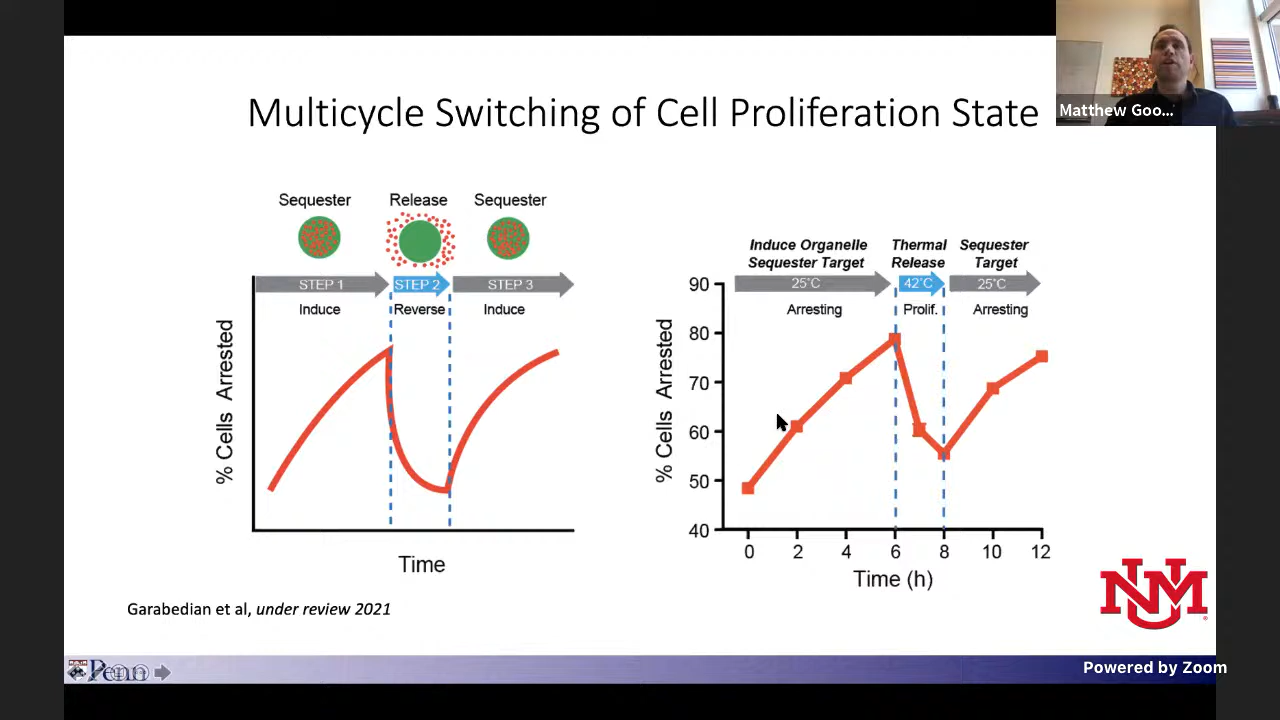 Matthew Goo...
Multicycle Switching of Cell Proliferation State
Sequester
Release
Sequester
STEP 1
STEP 2
STEP 3
Induce
Reverse
Induce
% Cells Arrested
Time
Induce Organelle
Sequester Target
Thermal
Release
Sequester
Target
25°C
42°C
25°C
Arresting
Prolif.
Arresting
% Cells Arrested
90
80
70
60
50
40
0
2
4
6
8
10
12
Time (h)
Garabedian et al, under review 2021
UNM
®
Penn
Powered by Zoom